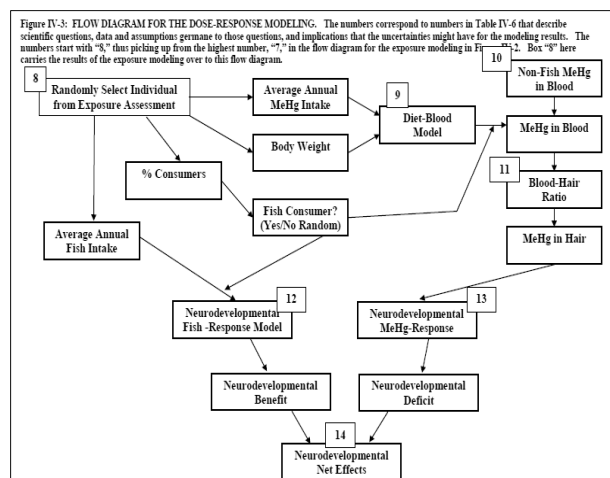 Figure IV-3: FLOW DIAGRAM FOR THE DOSE-RESPONSE MODELING. The numbers correspond to numbers in Table IV-6 that describe
scientific questions, data and assumptions germane to those questions, and implications that the uncertainties might have for the modeling results. The
numbers start with “8,” thus picking up from the highest number, “7,” in the flow diagram for the exposure modeling in IV-2. Box “8” here
carries the results of the exposure modeling over to this flow diagram.
8
Randomly Select Individual
from Exposure Assessment
Average Annual
MeHg Intake
9
Diet-Blood
Model
10
Non-Fish MeHg
in Blood
MeHg in Blood
Body Weight
% Consumers
11
Blood-Hair
Ratio
Fish Consumer?
(Yes/No Random)
Average Annual
Fish Intake
MeHg in Hair
12
Neurodevelopmental
Fish -Response Model
13
Neurodevelopmental
MeHg-Response
Neurodevelopmental
Benefit
Neurodevelopmental
Deficit
14
Neurodevelopmental
Net Effects